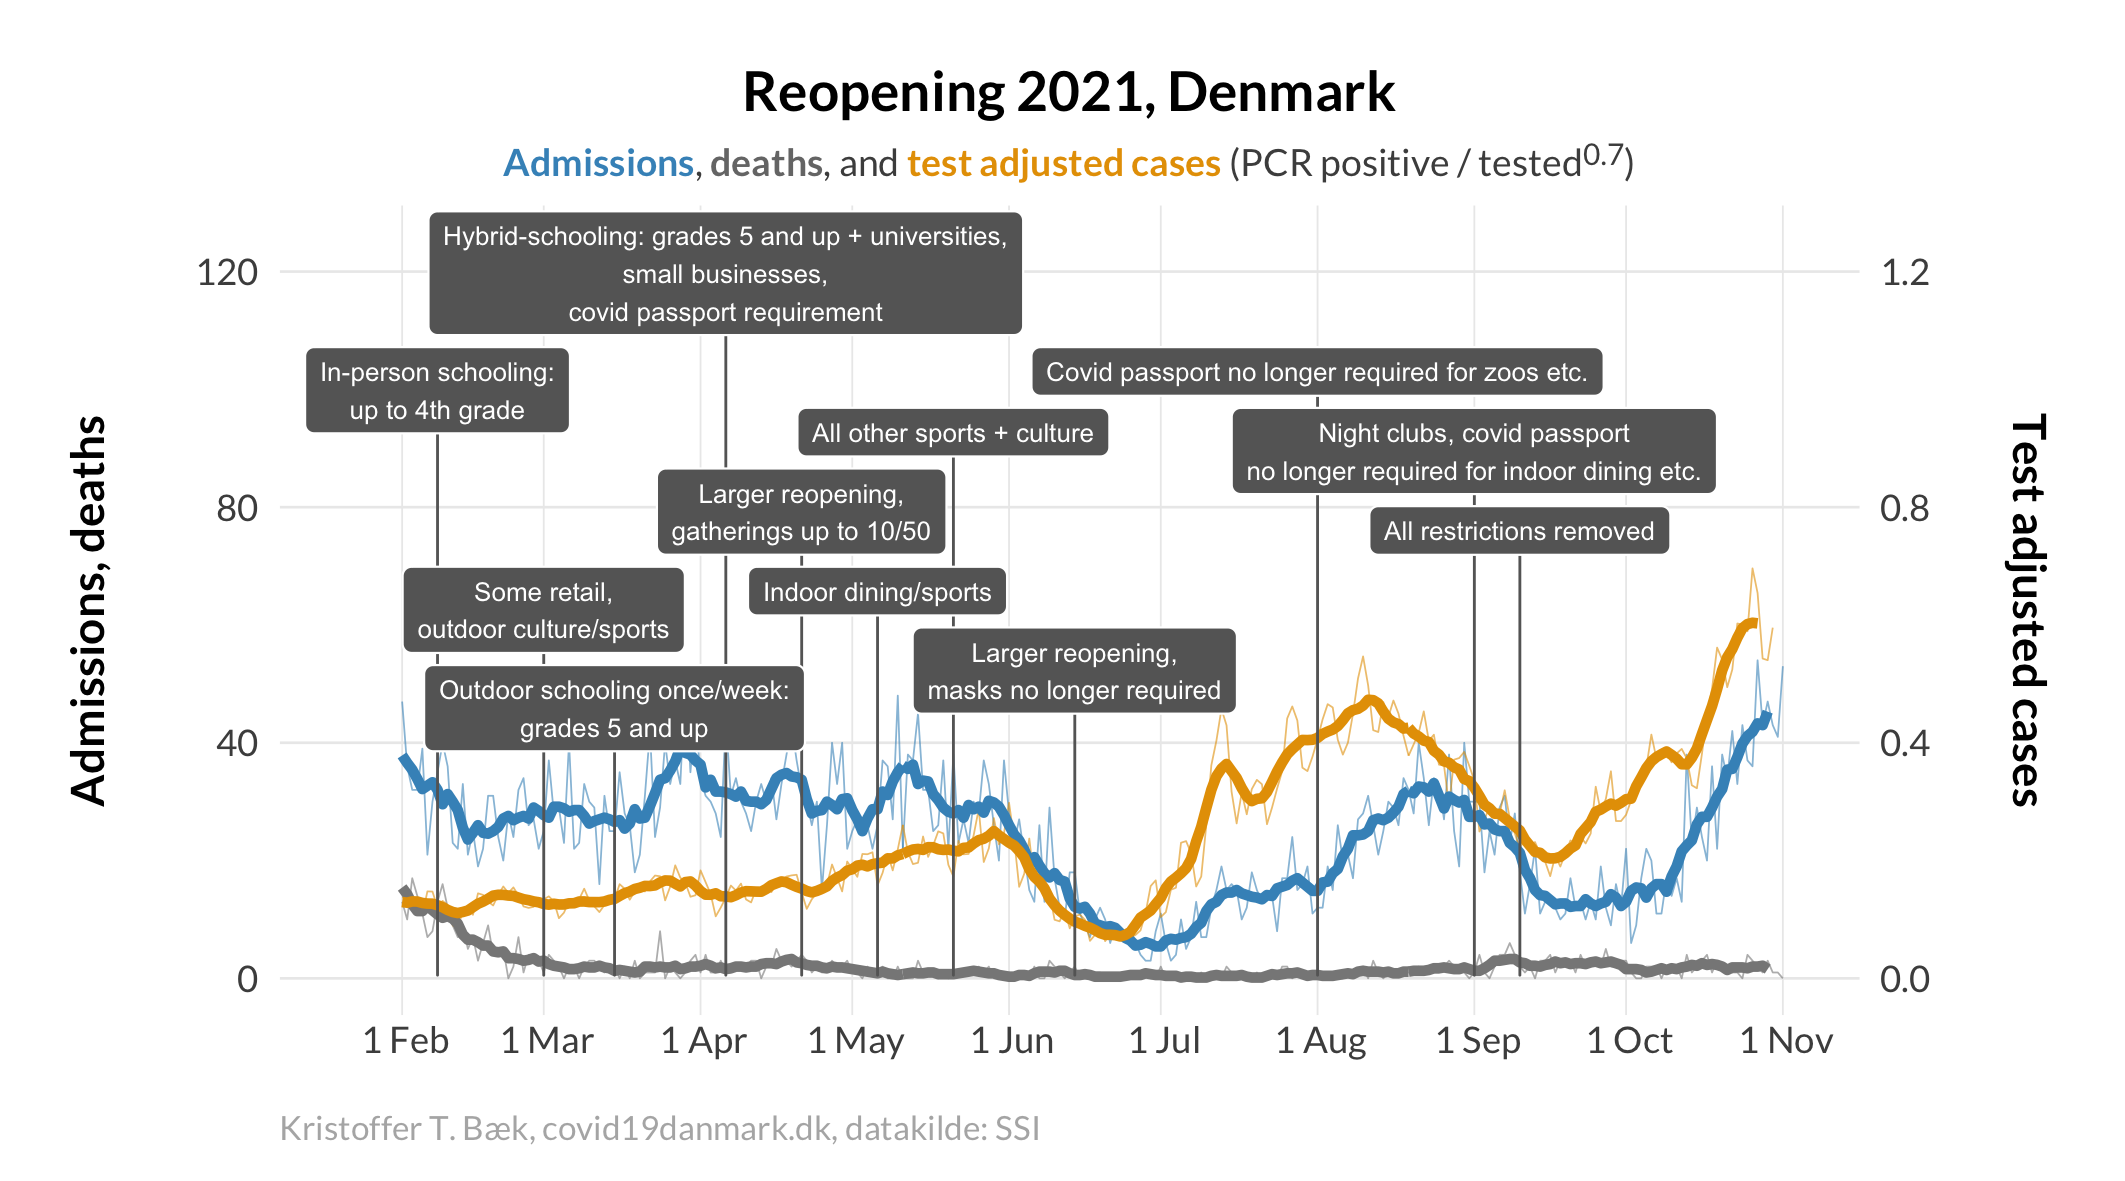 Reopening 2021, Denmark
Admissions, deaths, and test adjusted cases (PCR positive / tested^0.7)
Hybrid-schooling: grades 5 and up + universities,
small businesses,
covid passport requirement
In-person schooling:
up to 4th grade
Covid passport no longer required for zoos etc.
All other sports + culture
Night clubs, covid passport
no longer required for indoor dining etc.
Larger reopening,
gatherings up to 10/50
All restrictions removed
Some retail,
outdoor culture/sports
Indoor dining/sports
Larger reopening,
masks no longer required
Outdoor schooling once/week:
grades 5 and up
Admissions, deaths
120
80
40
0
Test adjusted cases
1.2
0.8
0.4
0.0
1 Feb
1 Mar
1 Apr
1 May
1 Jun
1 Jul
1 Aug
1 Sep
1 Oct
1 Nov
Kristoffer T. Bæk, covid19danmark.dk, datakilde: SSI